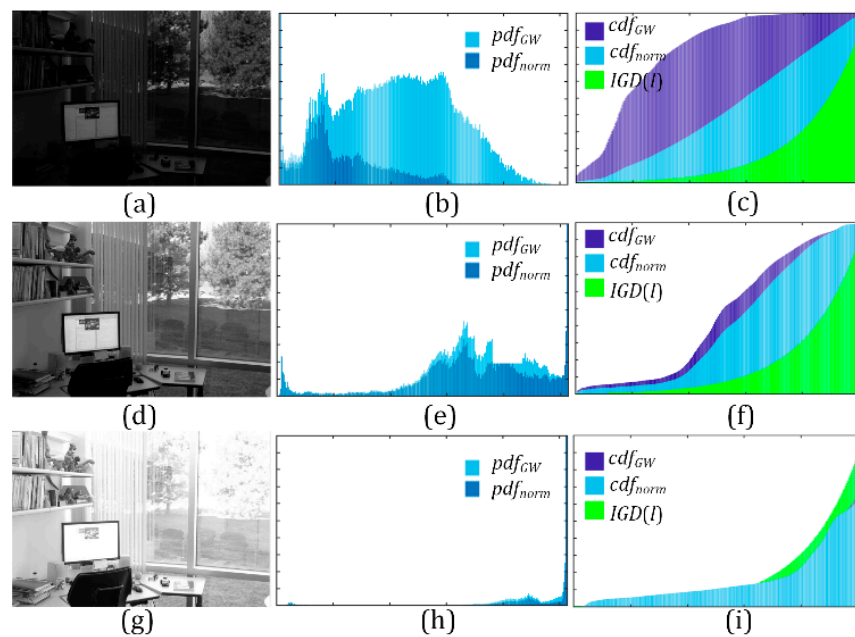 pdf_GW
pdf_norm
cdf_GW
cdf_norm
IGD(I)
(a)
(b)
(c)
pdf_GW
pdf_norm
cdf_GW
cdf_norm
IGD(I)
(d)
(e)
(f)
pdf_GW
pdf_norm
cdf_GW
cdf_norm
IGD(I)
(g)
(h)
(i)